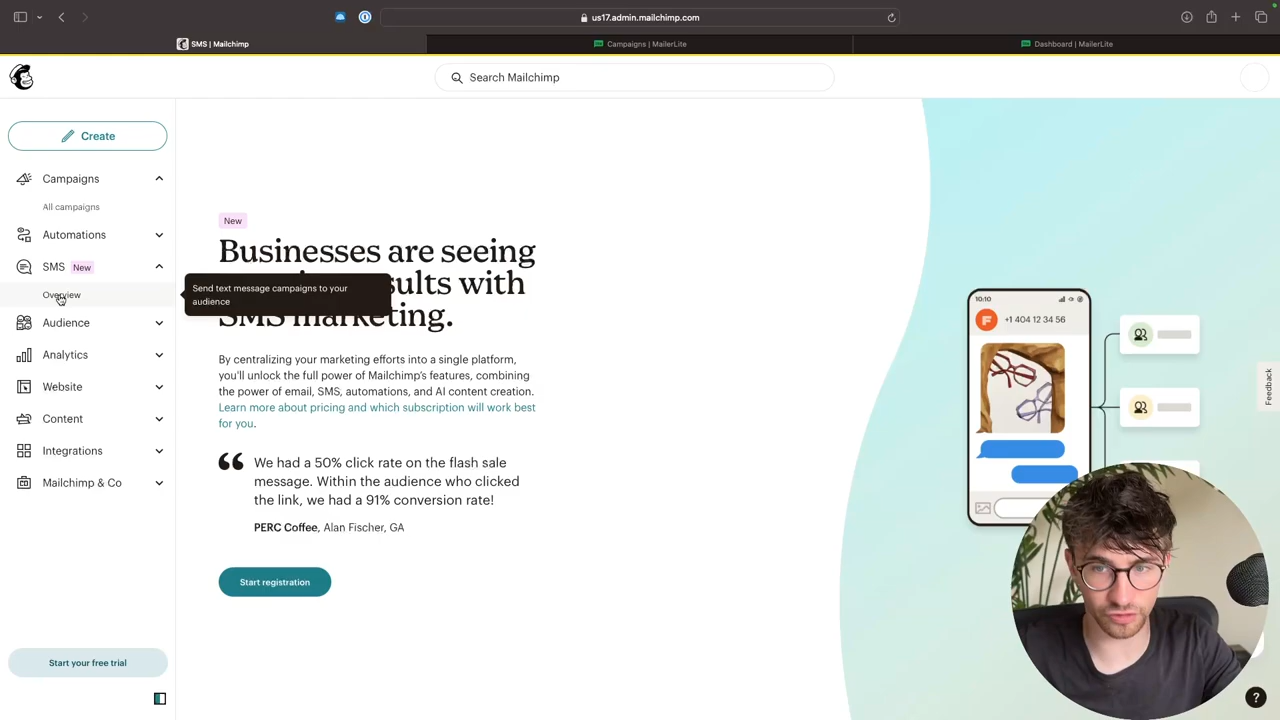 us17.admin.mailchimp.com
SMS | Mailchimp
Campaigns | MailerLite
Dashboard | MailerLite
Search Mailchimp
Create
Campaigns
All campaigns
Automations
SMS New
Overview
Audience
Analytics
Website
Content
Integrations
Mailchimp & Co
Start your free trial
Send text message campaigns to your
audience
New
Businesses are seeing
sults with
SMS marketing.
By centralizing your marketing efforts into a single platform,
you'll unlock the full power of Mailchimp's features, combining
the power of email, SMS, automations, and AI content creation.
Learn more about pricing and which subscription will work best
for you.
We had a 50% click rate on the flash sale
message. Within the audience who clicked
the link, we had a 91% conversion rate!
PERC Coffee, Alan Fischer, GA
Start registration
10:10
F +1 404 12 34 56
Feedback
?